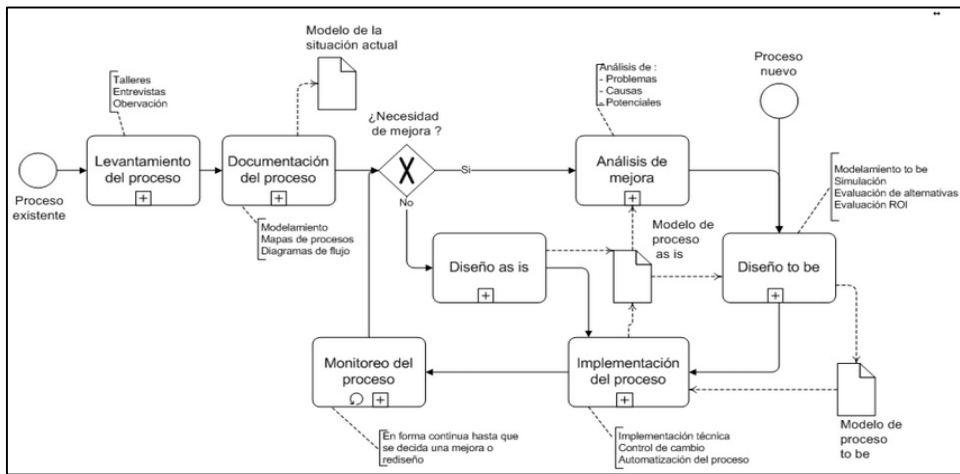 Modelo de la
situación actual
Talleres
Entrevistas
Obervación
¿Necesidad
de mejora ?
Análisis de :
- Problemas
- Causas
- Potenciales
Proceso
nuevo
Levantamiento
del proceso
Documentación
del proceso
Si
Análisis de
mejora
Proceso
existente
No
Modelamiento
Mapas de procesos
Diagramas de flujo
Modelamiento to be
Simulación
Evaluación de alternativas
Evaluación ROI
Diseño as is
Modelo de
proceso
as is
Diseño to be
Monitoreo del
proceso
Implementación
del proceso
Modelo de
proceso
to be
En forma continua hasta que
se decida una mejora o
rediseño
Implementación técnica
Control de cambio
Automatización del proceso